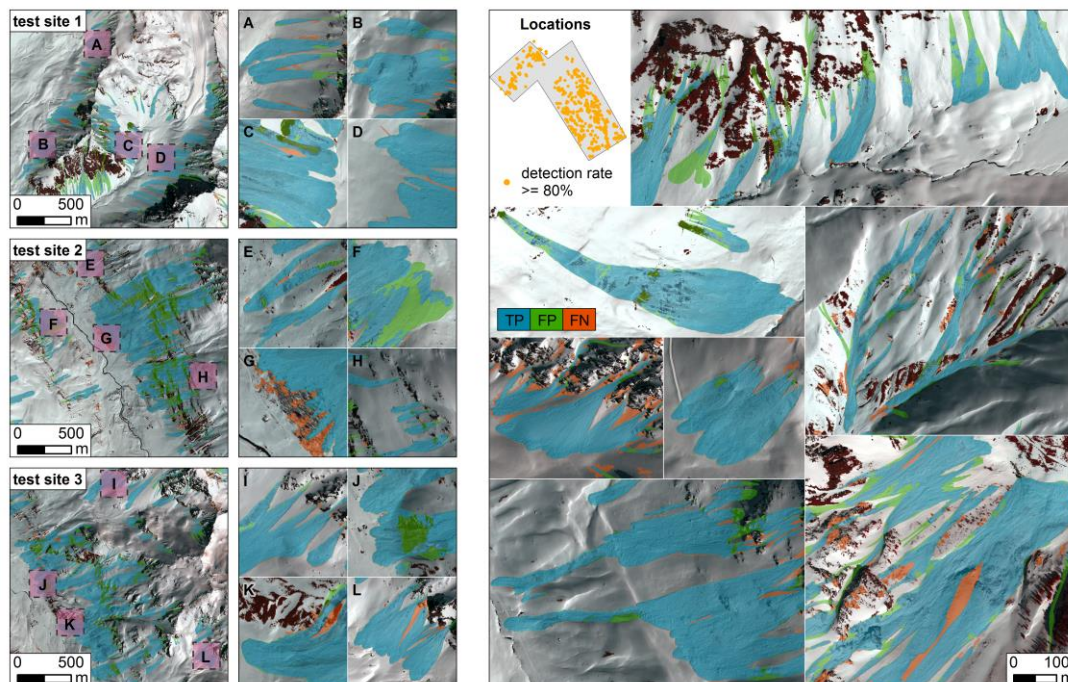 test site 1
A
B
C
D
0 500
m
A
B
C
D
test site 2
E
F
G
H
0 500
m
E
F
G
H
test site 3
I
J
K
L
0 500
m
I
J
K
L
Locations
detection rate
>= 80%
TP FP FN
0 100
m